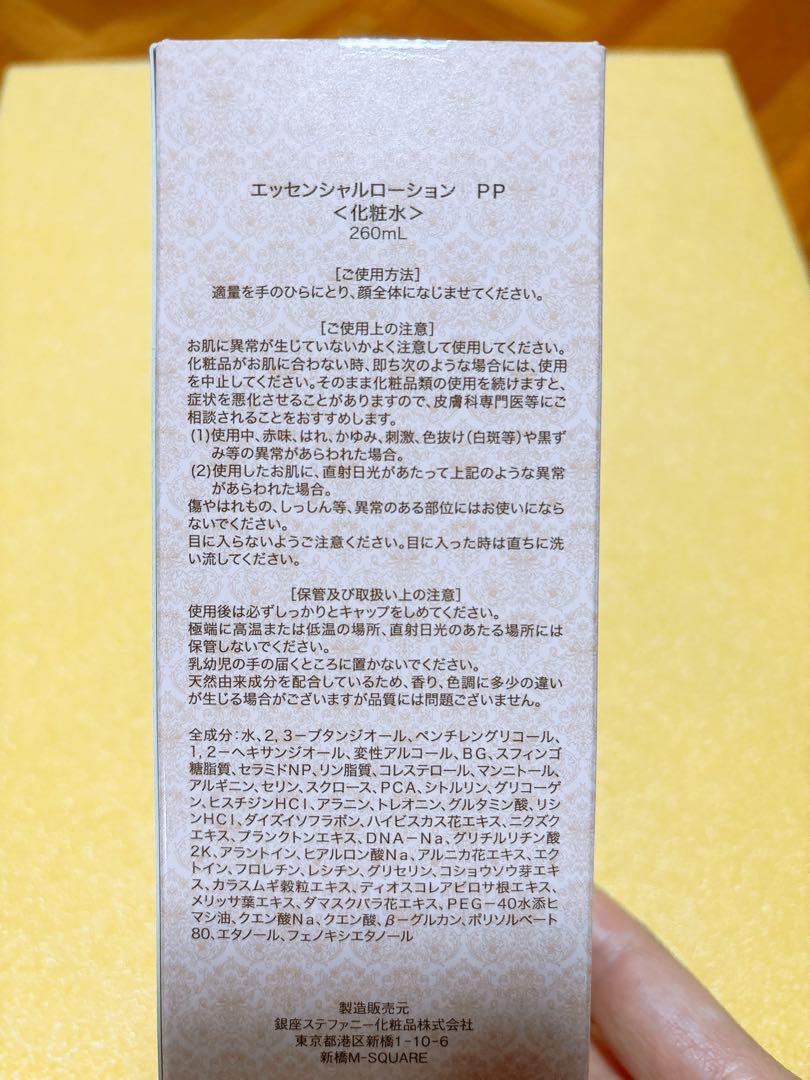 エッセンシャルローション　PP
＜化粧水＞
260mL
［ご使用方法］
適量を手のひらにとり、顔全体になじませてください。
［ご使用上の注意］
お肌に異常が生じていないかよく注意して使用してください。
化粧品がお肌に合わない時、即ち次のような場合には、使用
を中止してください。そのまま化粧品類の使用を続けますと、
症状を悪化させることがありますので、皮膚科専門医等にご
相談されることをおすすめします。
(1)使用中、赤味、はれ、かゆみ、刺激、色抜け(白斑等)や黒ず
み等の異常があらわれた場合。
(2)使用したお肌に、直射日光があたって上記のような異常
があらわれた場合。
傷やはれもの、しっしん等、異常のある部位にはお使いになら
ないでください。
目に入らないようご注意ください。目に入った時は直ちに洗
い流してください。
［保管及び取扱い上の注意］
使用後は必ずしっかりとキャップをしめてください。
極端に高温または低温の場所、直射日光のあたる場所には
保管しないでください。
乳幼児の手の届くところに置かないでください。
天然由来成分を配合しているため、香り、色調に多少の違い
が生じる場合がございますが品質には問題ございません。
全成分：水、2,3－ブタンジオール、ペンチレングリコール、
1,2－ヘキサンジオール、変性アルコール、BG、スフィンゴ
糖脂質、セラミドNP、リン脂質、コレステロール、マンニトール、
アルギニン、セリン、スクロース、PCA、シトルリン、グリコーゲ
ン、ヒスチジンHCl、アラニン、トレオニン、グルタミン酸、リシ
ンHCl、ダイズイソフラボン、ハイビスカス花エキス、ニクズク
エキス、プランクトンエキス、DNA－Na、グリチルリチン酸
2K、アラントイン、ヒアルロン酸Na、アルニカ花エキス、エク
トイン、フロレチン、レシチン、グリセリン、コショウソウ芽エキ
ス、カラスムギ穀粒エキス、ディオスコレアビロサ根エキス、
メリッサ葉エキス、ダマスクバラ花エキス、PEG－40水添ヒ
マシ油、クエン酸Na、クエン酸、β－グルカン、ポリソルベート
80、エタノール、フェノキシエタノール
製造販売元
銀座ステファニー化粧品株式会社
東京都港区新橋1-10-6
新橋M-SQUARE